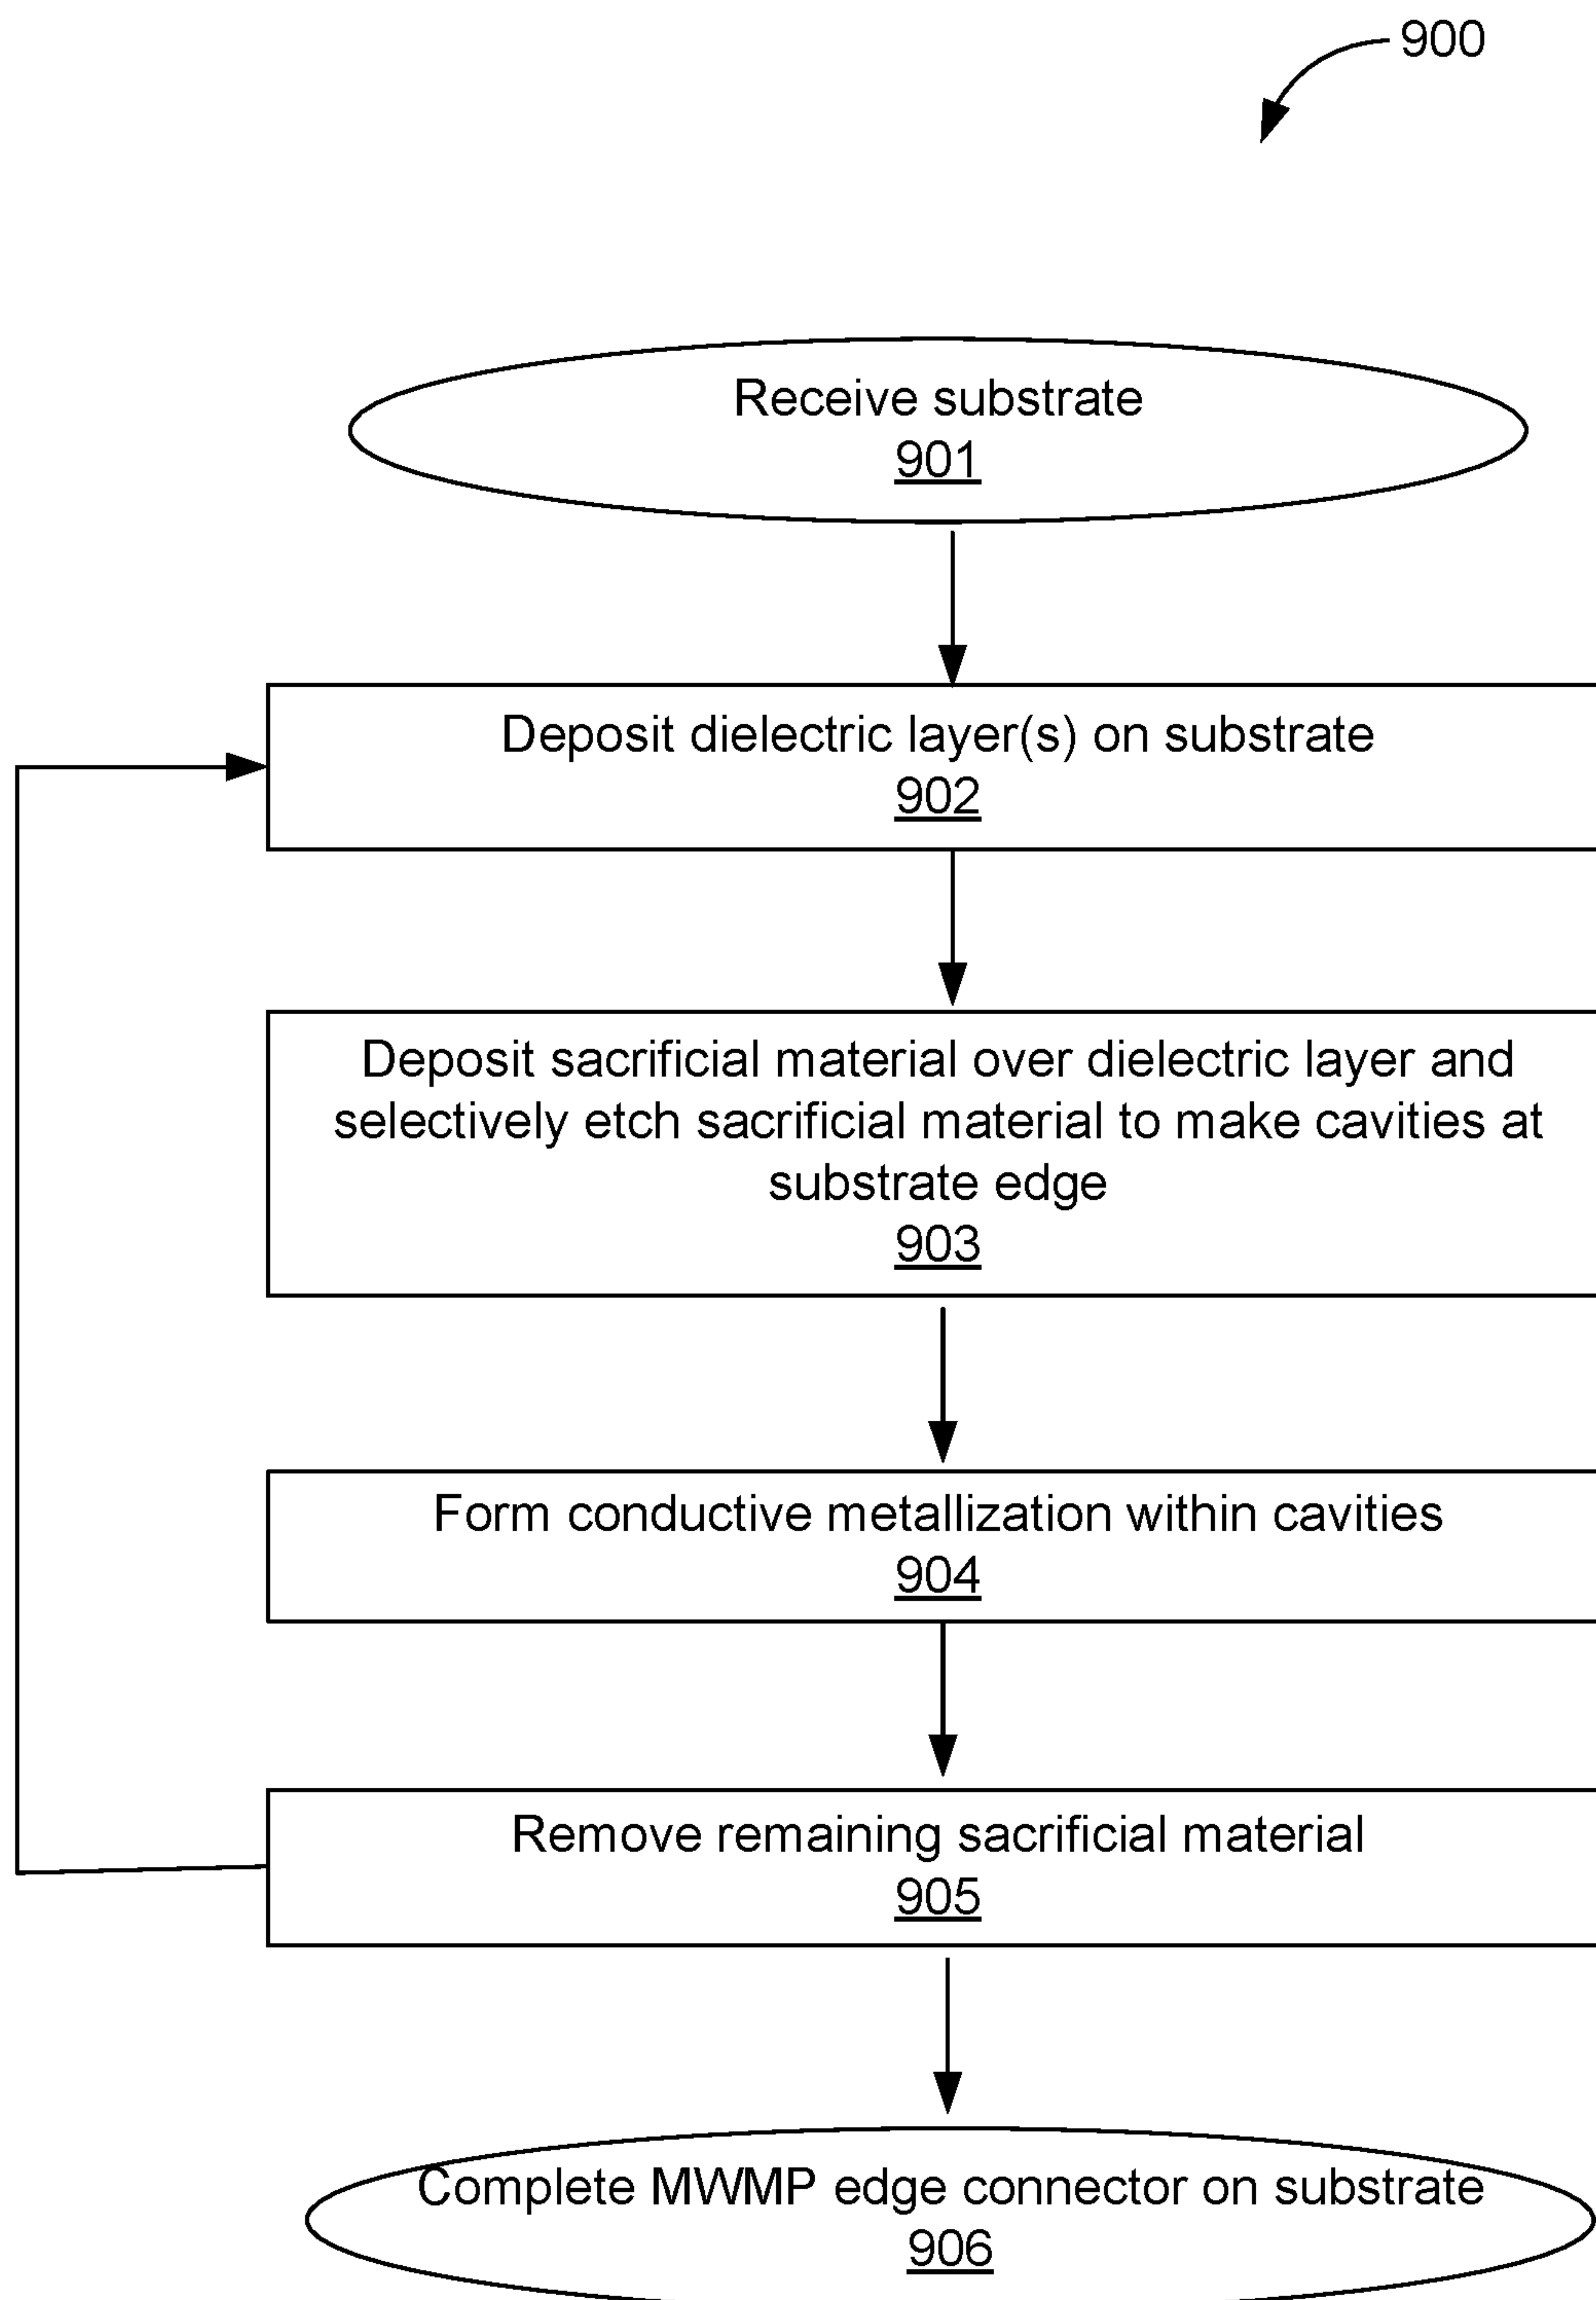 900
Receive substrate
901
Deposit dielectric layer(s) on substrate
902
Deposit sacrificial material over dielectric layer and
selectively etch sacrificial material to make cavities at
substrate edge
903
Form conductive metallization within cavities
904
Remove remaining sacrificial material
905
Complete MWMP edge connector on substrate
906